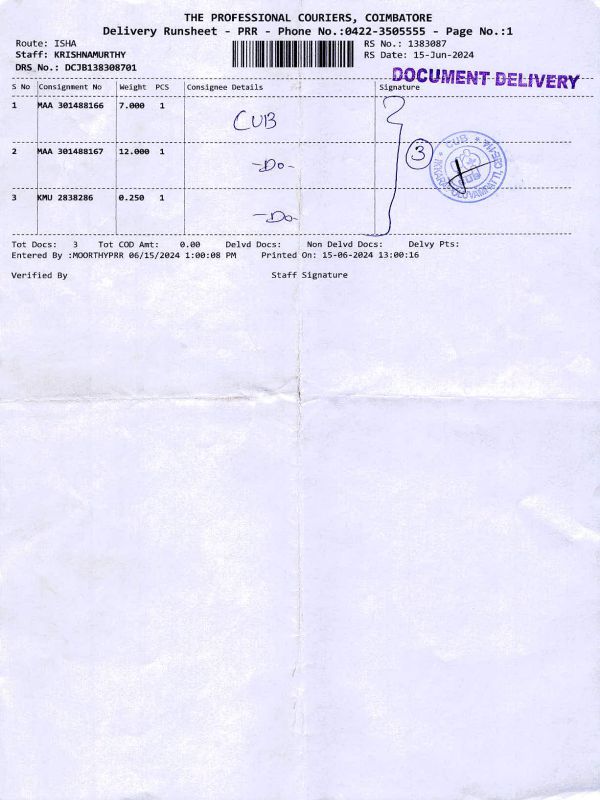 THE PROFESSIONAL COURIERS, COIMBATORE
Delivery Runsheet - PRR - Phone No.:0422-3505555 - Page No.:1
Route: ISHA RS No.: 1383087
Staff: KRISHNAMURTHY RS Date: 15-Jun-2024
DRS No.: DCJB138308701
DOCUMENT DELIVERY
S No Consignment No Weight PCS Consignee Details Signature
1 MAA 301488166 7.000 1 CUB
2 MAA 301488167 12.000 1 -Do- 3
3 KMU 2838286 0.250 1 -Do-
CUB
Tot Docs: 3 Tot COD Amt: 0.00 Delvd Docs: Non Delvd Docs: Delvy Pts:
Entered By :MOORTHYPRR 06/15/2024 1:00:08 PM Printed On: 15-06-2024 13:00:16
Verified By Staff Signature